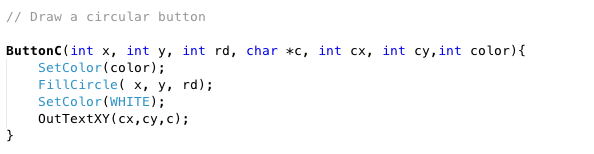 // Draw a circular button
ButtonC(int x, int y, int rd, char *c, int cx, int cy,int color){
SetColor(color);
FillCircle( x, y, rd);
SetColor(WHITE);
OutTextXY(cx,cy,c);
}